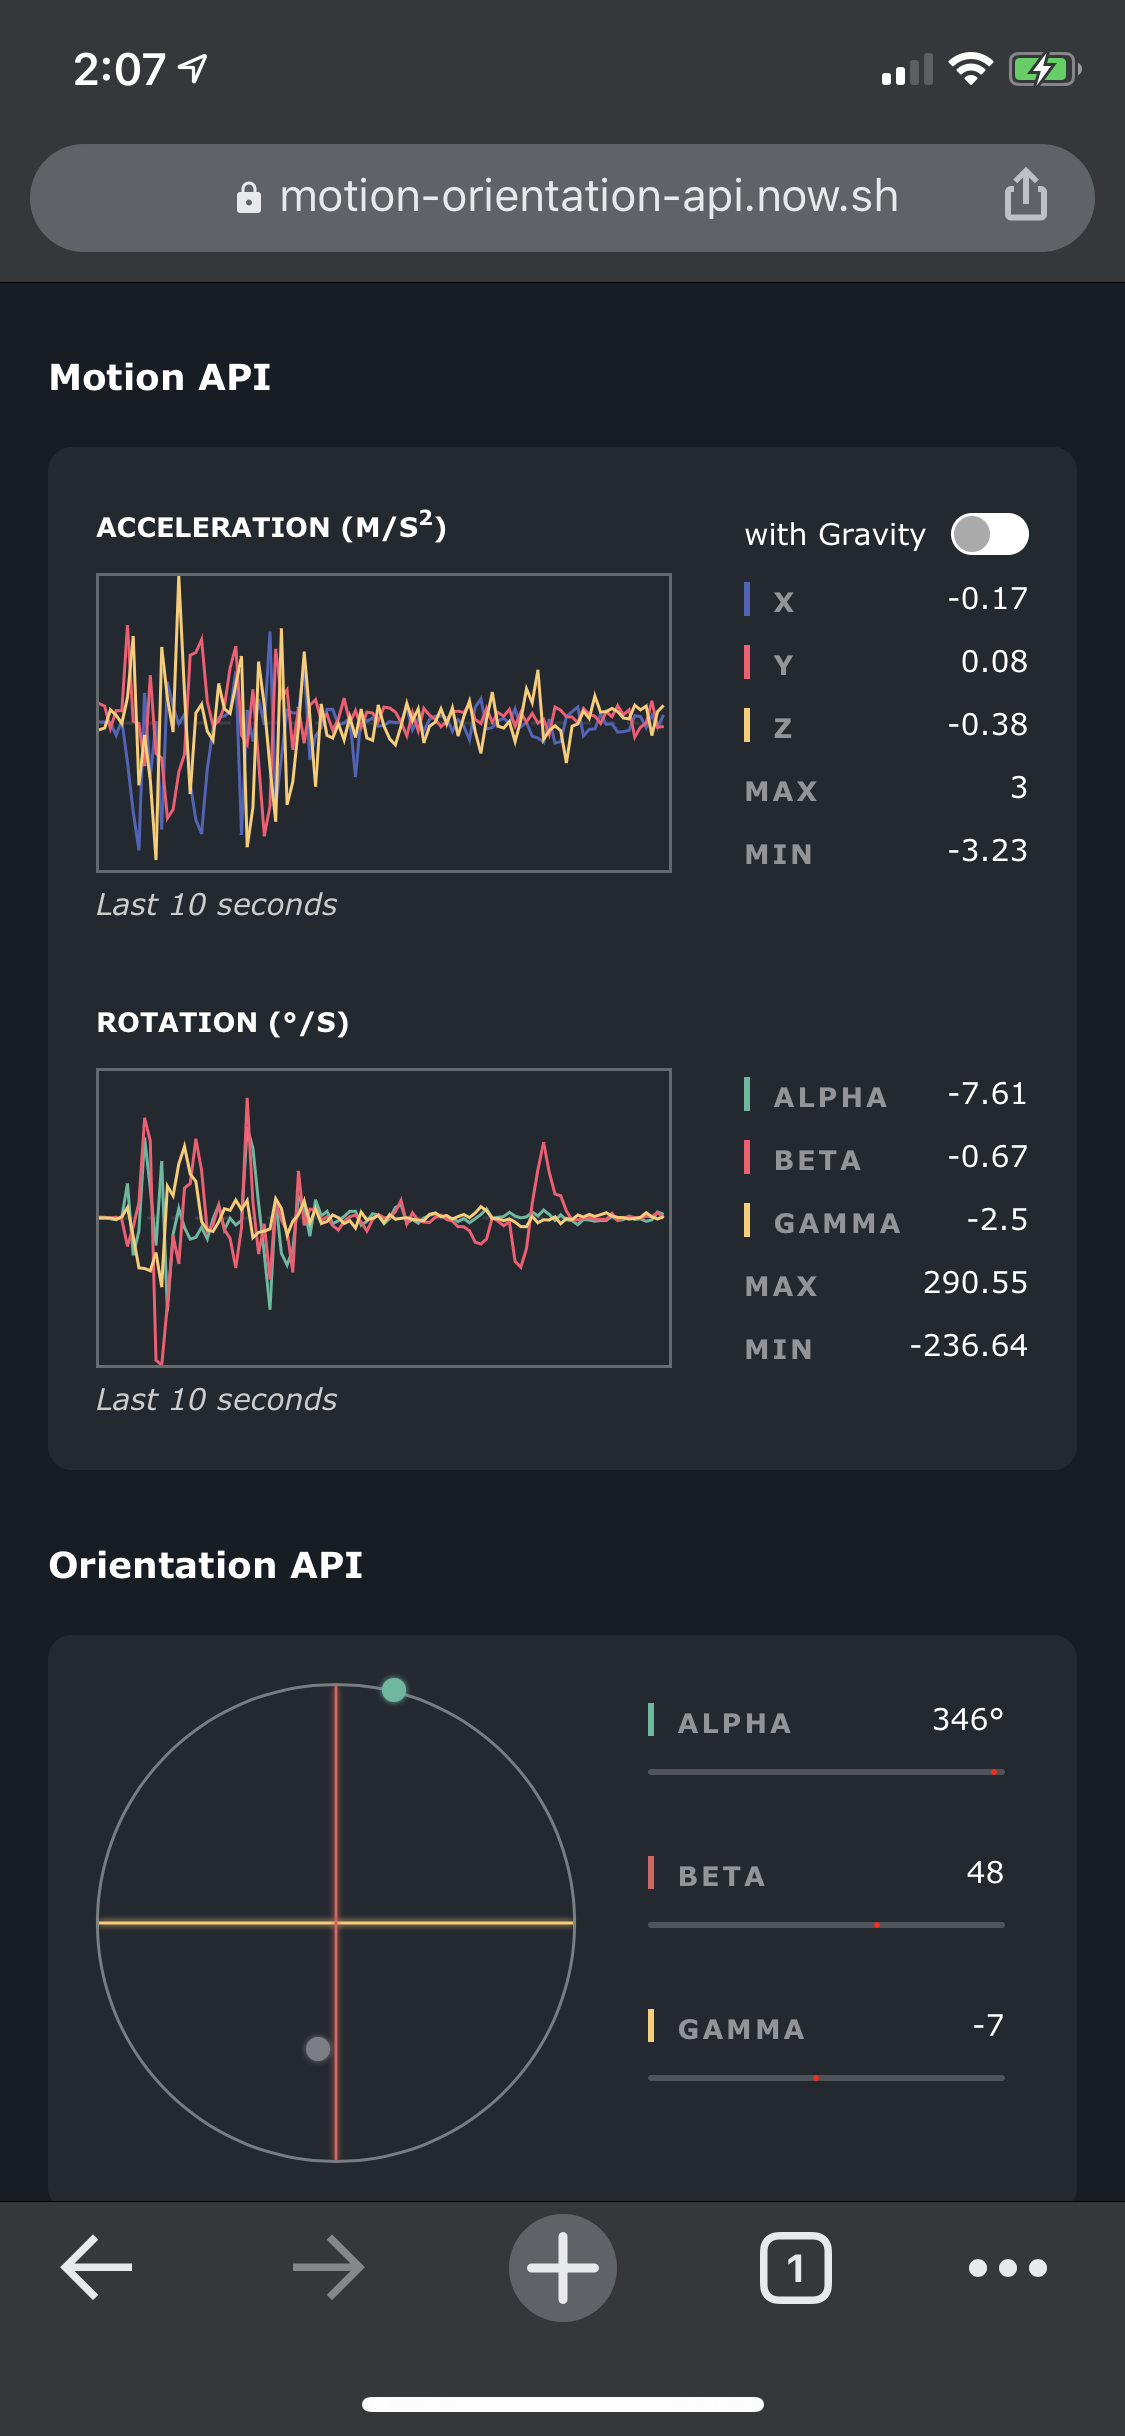 2:07
motion-orientation-api.now.sh
Motion API
ACCELERATION (M/S²)
with Gravity
X -0.17
Y 0.08
Z -0.38
MAX 3
MIN -3.23
Last 10 seconds
ROTATION (°/S)
ALPHA -7.61
BETA -0.67
GAMMA -2.5
MAX 290.55
MIN -236.64
Last 10 seconds
Orientation API
ALPHA 346°
BETA 48
GAMMA -7
1